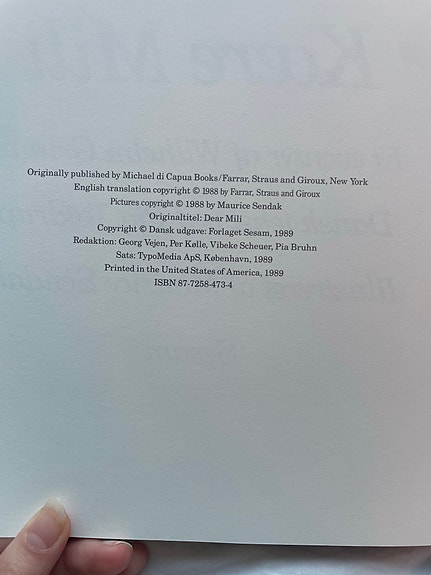 Originally published by Michael di Capua Books/Farrar, Straus and Giroux, New York
English translation copyright © 1988 by Farrar, Straus and Giroux
Pictures copyright © 1988 by Maurice Sendak
Originaltitel: Dear Mili
Copyright © Dansk udgave: Forlaget Sesam, 1989
Redaktion: Georg Vejen, Per Kølle, Vibeke Scheuer, Pia Bruhn
Sats: TypoMedia ApS, København, 1989
Printed in the United States of America, 1989
ISBN 87-7258-473-4